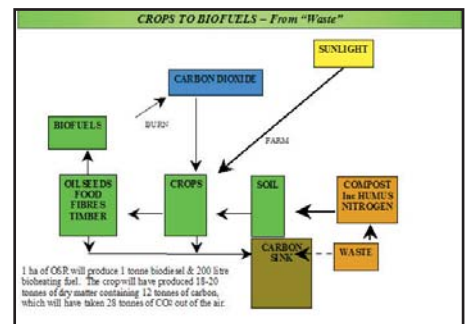 CROPS TO BIOFUELS – From “Waste”
SUNLIGHT
CARBON DIOXIDE
BIOFUELS
BURN
FARM
OILSEEDS
FOOD
FIBRES
TIMBER
CROPS
SOIL
COMPOST
Inc HUMUS
NITROGEN
CARBON
SINK
WASTE
1 ha of OSR will produce 1 tonne biodiesel & 200 litre
bioheating fuel. The crop will have produced 18-20
tonnes of dry matter containing 12 tonnes of carbon,
which will have taken 28 tonnes of CO² out of the air.